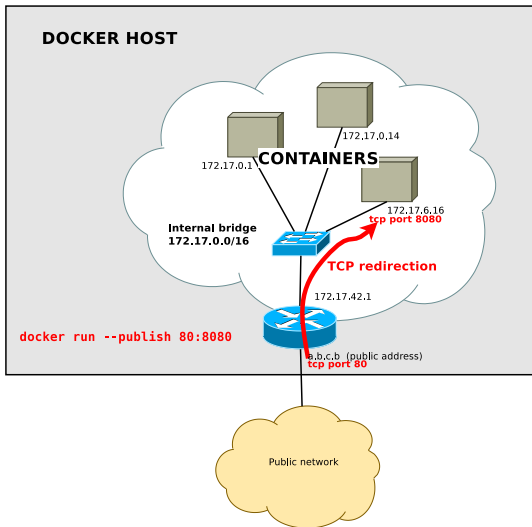 DOCKER HOST
172.17.0.14
172.17.0.1
CONTAINERS
172.17.6.16
tcp port 8080
Internal bridge
172.17.0.0/16
TCP redirection
172.17.42.1
docker run --publish 80:8080
a.b.c.b (public address)
tcp port 80
Public network